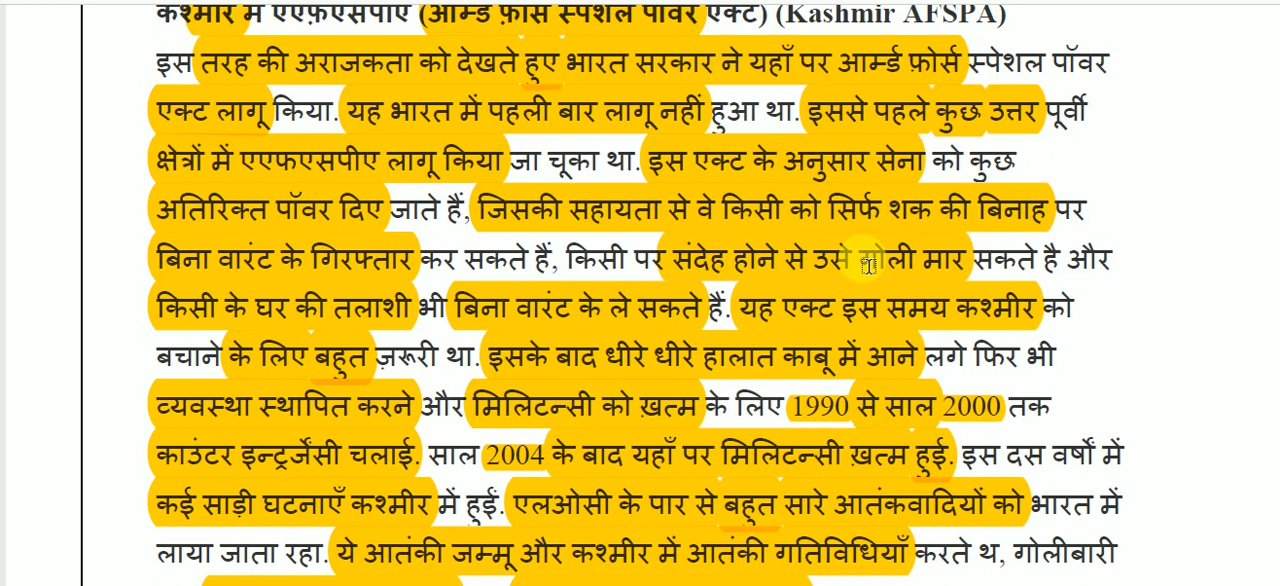 कश्मीर में एएफ़एसपीए (आर्म्ड फ़ोर्स स्पेशल पॉवर एक्ट) (Kashmir AFSPA)
इस तरह की अराजकता को देखते हुए भारत सरकार ने यहाँ पर आर्म्ड फ़ोर्स स्पेशल पॉवर
एक्ट लागू किया. यह भारत में पहली बार लागू नहीं हुआ था. इससे पहले कुछ उत्तर पूर्वी
क्षेत्रों में एएफएसपीए लागू किया जा चूका था. इस एक्ट के अनुसार सेना को कुछ
अतिरिक्त पॉवर दिए जाते हैं, जिसकी सहायता से वे किसी को सिर्फ शक की बिनाह पर
बिना वारंट के गिरफ्तार कर सकते हैं, किसी पर संदेह होने से उसे गोली मार सकते है और
किसी के घर की तलाशी भी बिना वारंट के ले सकते हैं. यह एक्ट इस समय कश्मीर को
बचाने के लिए बहुत ज़रूरी था. इसके बाद धीरे धीरे हालात काबू में आने लगे फिर भी
व्यवस्था स्थापित करने और मिलिटन्सी को ख़त्म के लिए 1990 से साल 2000 तक
काउंटर इन्ट्रर्जेंसी चलाई. साल 2004 के बाद यहाँ पर मिलिटन्सी ख़त्म हुई. इस दस वर्षों में
कई साड़ी घटनाएँ कश्मीर में हुईं. एलओसी के पार से बहुत सारे आतंकवादियों को भारत में
लाया जाता रहा. ये आतंकी जम्मू और कश्मीर में आतंकी गतिविधियाँ करते थ, गोलीबारी